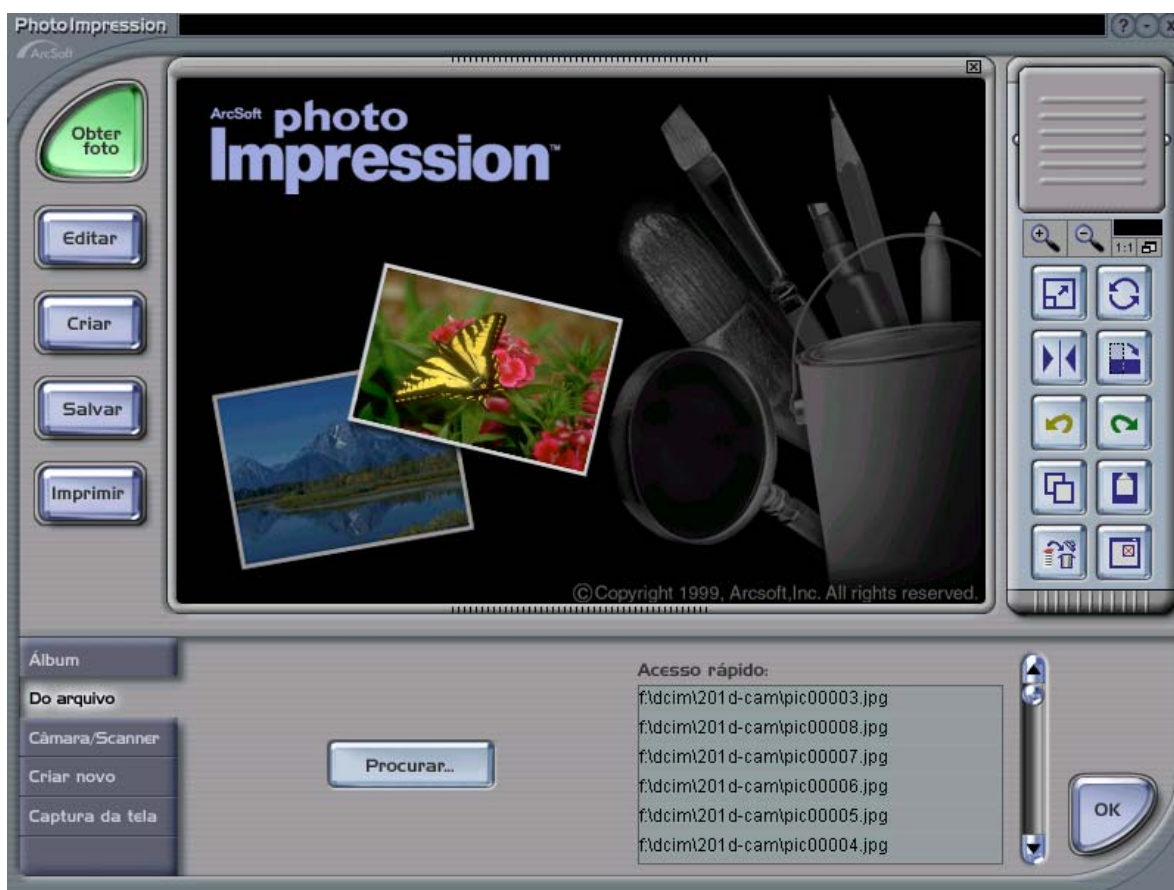 PhotoImpression
ArcSoft
Obter
foto
Editar
Criar
Salvar
Imprimir
ArcSoft photo
Impression™
©Copyright 1999, Arcsoft,Inc. All rights reserved.
? - x
1:1
Álbum
Do arquivo
Câmara/Scanner
Criar novo
Captura da tela
Procurar...
Acesso rápido:
f:\dcim\201d-cam\pic00003.jpg
f:\dcim\201d-cam\pic00008.jpg
f:\dcim\201d-cam\pic00007.jpg
f:\dcim\201d-cam\pic00006.jpg
f:\dcim\201d-cam\pic00005.jpg
f:\dcim\201d-cam\pic00004.jpg
OK